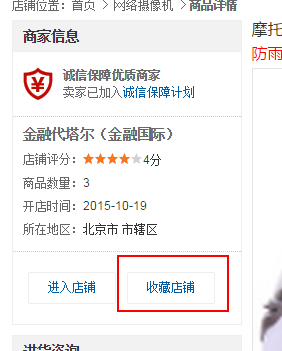 店铺位置：首页 > 网络摄像机 > 商品详情
商家信息
诚信保障优质商家
卖家已加入诚信保障计划
金融代塔尔（金融国际）
店铺评分：4分
商品数量：3
开店时间：2015-10-19
所在地区：北京市 市辖区
进入店铺
收藏店铺
进货咨询
摩托
防雨